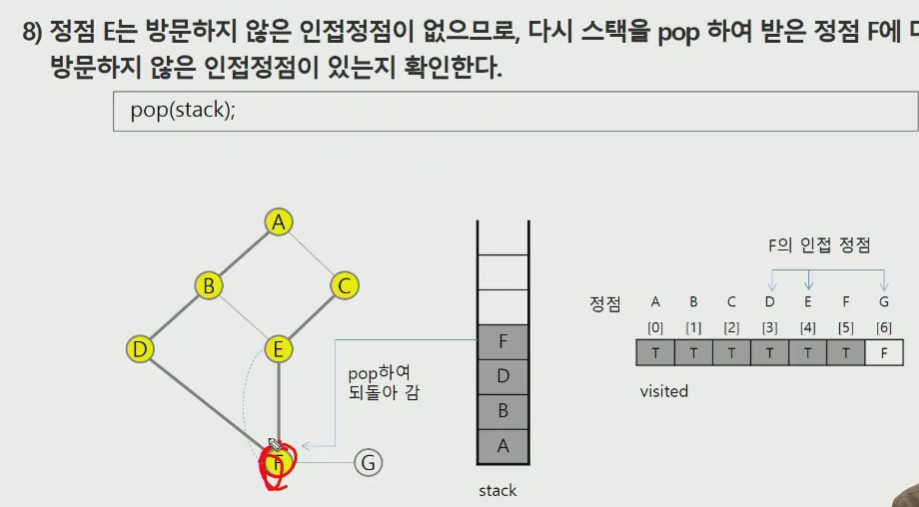 8) 정점 E는 방문하지 않은 인접정점이 없으므로, 다시 스택을 pop 하여 받은 정점 F에
방문하지 않은 인접정점이 있는지 확인한다.
pop(stack);
A
B
C
D
E
F
G
pop하여
되돌아 감
F
D
B
A
stack
F의 인접 정점
정점 A B C D E F G
[0] [1] [2] [3] [4] [5] [6]
T T T T T T F
visited